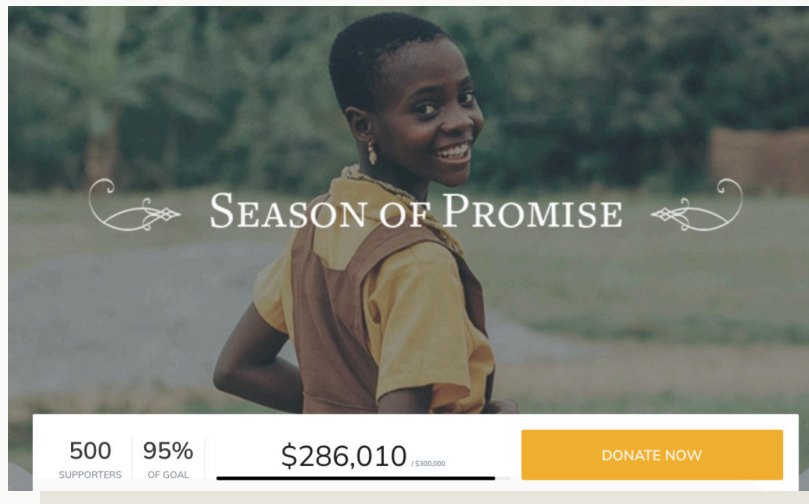 Season of Promise
500
SUPPORTERS
95%
OF GOAL
$286,010 / $300,000
DONATE NOW